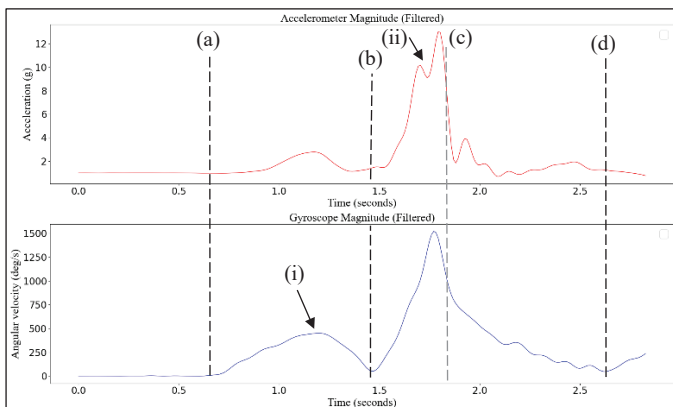 Accelerometer Magnitude (Filtered)
(a)
(b)
(ii)
(c)
(d)
Acceleration (g)
12
10
8
6
4
2
0.0 0.5 1.0 1.5 2.0 2.5
Time (seconds)
Gyroscope Magnitude (Filtered)
(i)
Angular velocity (deg/s)
1500
1250
1000
750
500
250
0
0.0 0.5 1.0 1.5 2.0 2.5
Time (seconds)